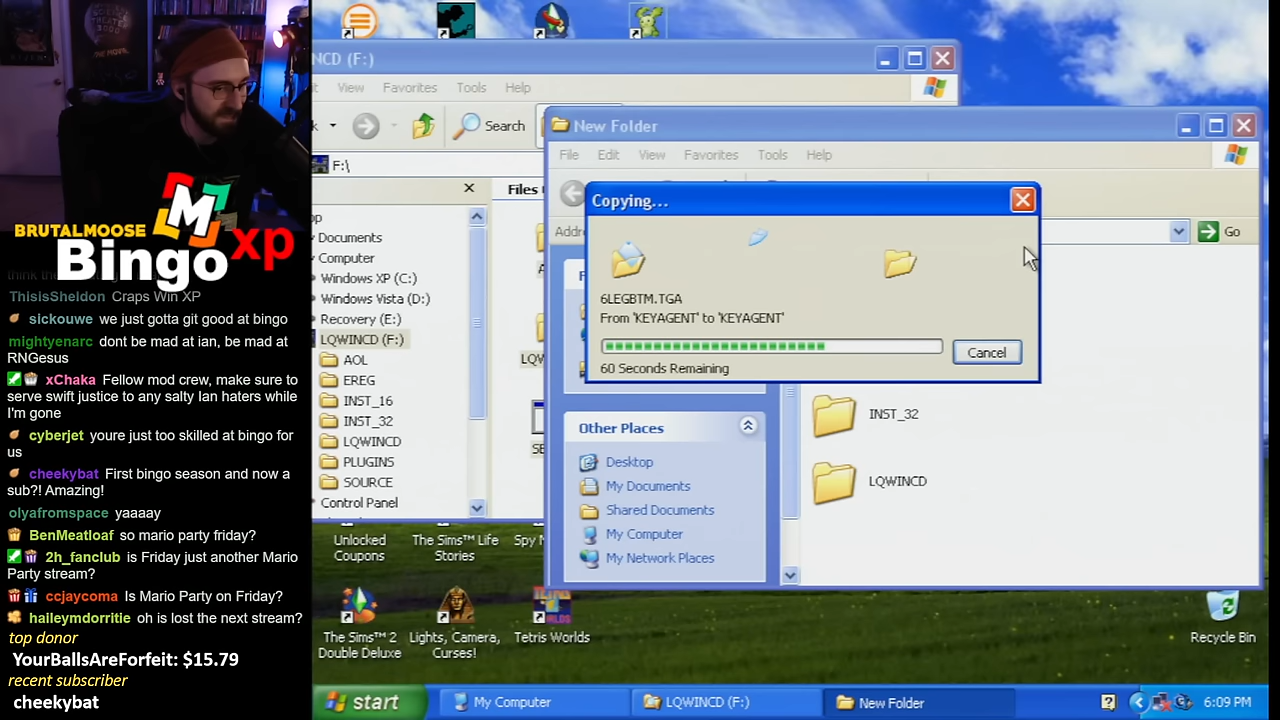 BRUTALMOOSE
M
Bingo xp
ThisisSheldon Craps Win XP
sickouwe we just gotta git good at bingo
mightyenarc dont be mad at ian, be mad at
RNGesus
xChaka Fellow mod crew, make sure to
serve swift justice to any salty Ian haters while
I'm gone
cyberjet youre just too skilled at bingo for
us
cheekybat First bingo season and now a
sub?! Amazing!
olyafromspace yaaaay
BenMeatloaf so mario party friday?
2h_fanclub is Friday just another Mario
Party stream?
ccjaycoma Is Mario Party on Friday?
haileymdorritie oh is lost the next stream?
top donor
YourBallsAreForfeit: $15.79
recent subscriber
cheekybat
NCD (F:)
View Favorites Tools Help
Search
F:\
Files
Documents
Computer
Windows XP (C:)
Windows Vista (D:)
Recovery (E:)
LQWINCD (F:)
AOL
EREG
INST_16
INST_32
LQWINCD
PLUGINS
SOURCE
Control Panel
New Folder
File Edit View Favorites Tools Help
Addre
Go
Copying...
6LEGBTM.TGA
From 'KEYAGENT' to 'KEYAGENT'
60 Seconds Remaining
Cancel
Other Places
Desktop
My Documents
Shared Documents
My Computer
My Network Places
INST_32
LQWINCD
Unlocked
Coupons
The Sims™ Life
Stories
Spy
The Sims™ 2
Double Deluxe
Lights, Camera,
Curses!
Tetris Worlds
Recycle Bin
start
My Computer
LQWINCD (F:)
New Folder
6:09 PM